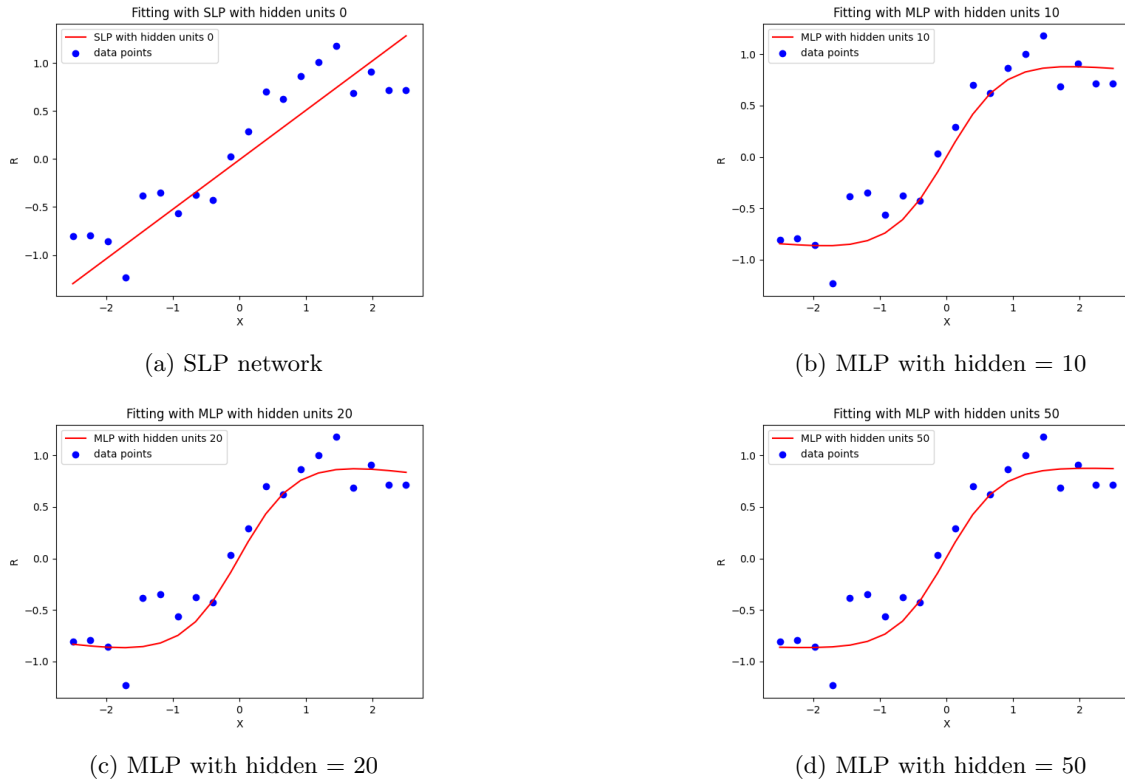 Fitting with SLP with hidden units 0
SLP with hidden units 0
data points
1.0
0.5
0.0
−0.5
−1.0
R
−2 −1 0 1 2
X
(a) SLP network
Fitting with MLP with hidden units 10
MLP with hidden units 10
data points
1.0
0.5
0.0
−0.5
−1.0
R
−2 −1 0 1 2
X
(b) MLP with hidden = 10
Fitting with MLP with hidden units 20
MLP with hidden units 20
data points
1.0
0.5
0.0
−0.5
−1.0
R
−2 −1 0 1 2
X
(c) MLP with hidden = 20
Fitting with MLP with hidden units 50
MLP with hidden units 50
data points
1.0
0.5
0.0
−0.5
−1.0
R
−2 −1 0 1 2
X
(d) MLP with hidden = 50